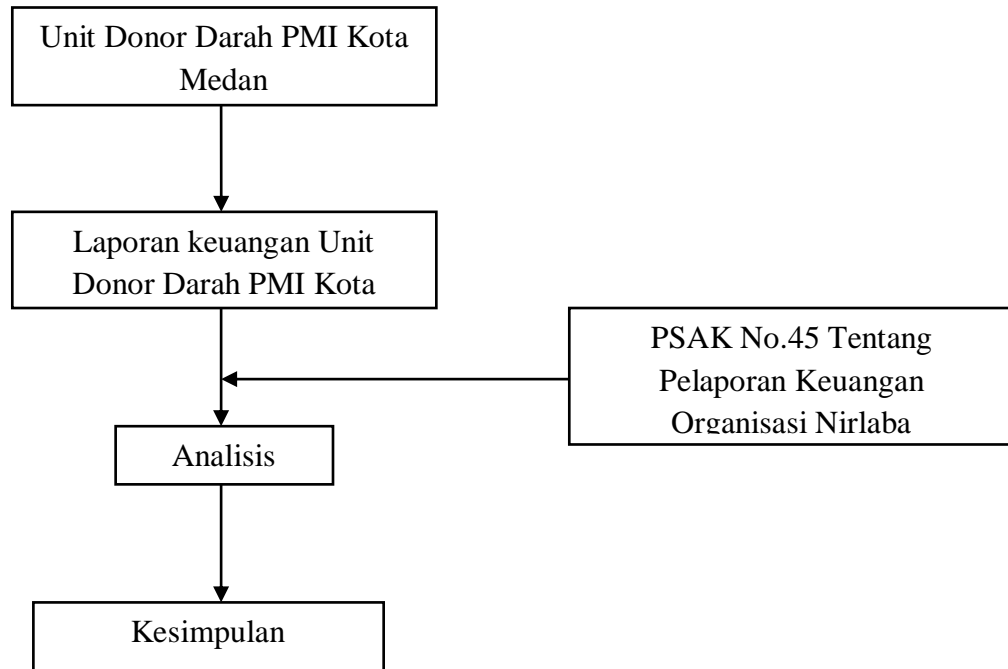 Unit Donor Darah PMI Kota
Medan
Laporan keuangan Unit
Donor Darah PMI Kota
PSAK No.45 Tentang
Pelaporan Keuangan
Organisasi Nirlaba
Analisis
Kesimpulan